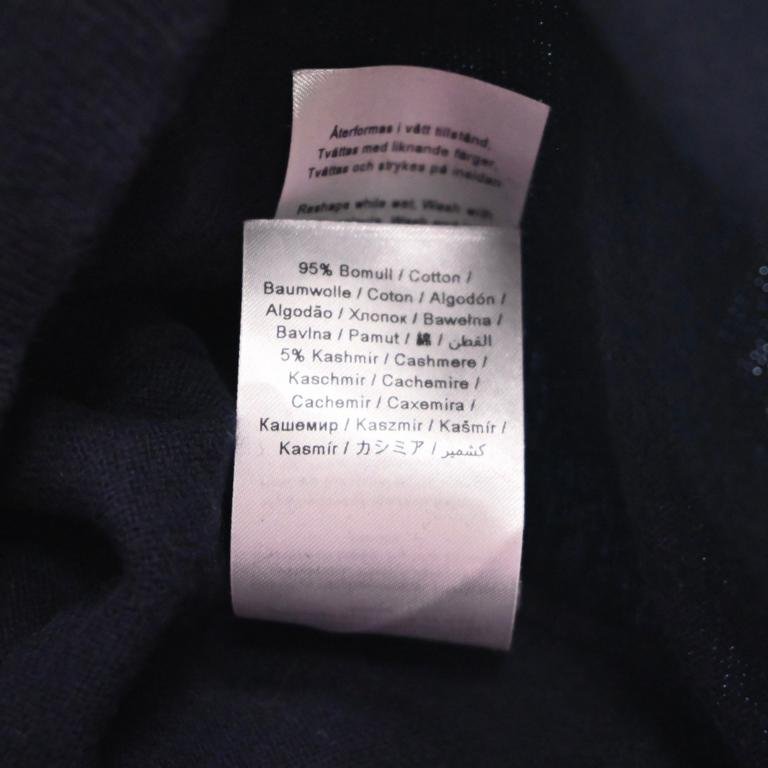 Återformas i vått tillstånd.
Tvättas med liknande färger.
Tvättas och strykes på insidan
Reshape while wet. Wash with
95% Bomull / Cotton /
Baumwolle / Coton / Algodón /
Algodão / Хлопок / Bawełna /
Bavlna / Pamut / 綿 / القطن
5% Kashmir / Cashmere /
Kaschmir / Cachemire /
Cachemir / Caxemira /
Кашемир / Kaszmir / Kašmír /
Kasmír / カシミア / كشمير